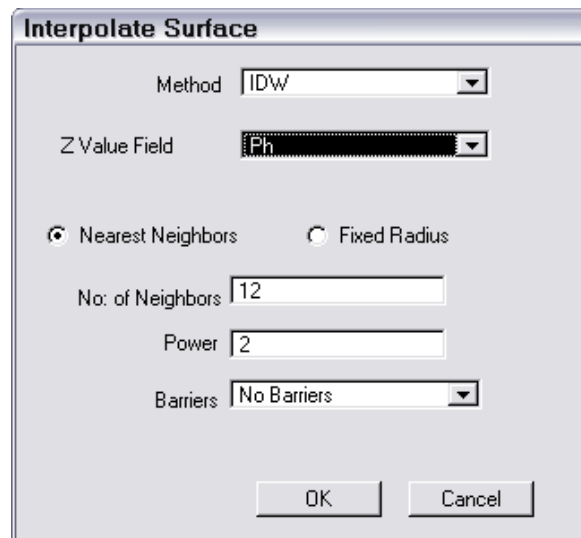 Interpolate Surface
Method IDW
Z Value Field Ph
Nearest Neighbors Fixed Radius
No: of Neighbors 12
Power 2
Barriers No Barriers
OK Cancel